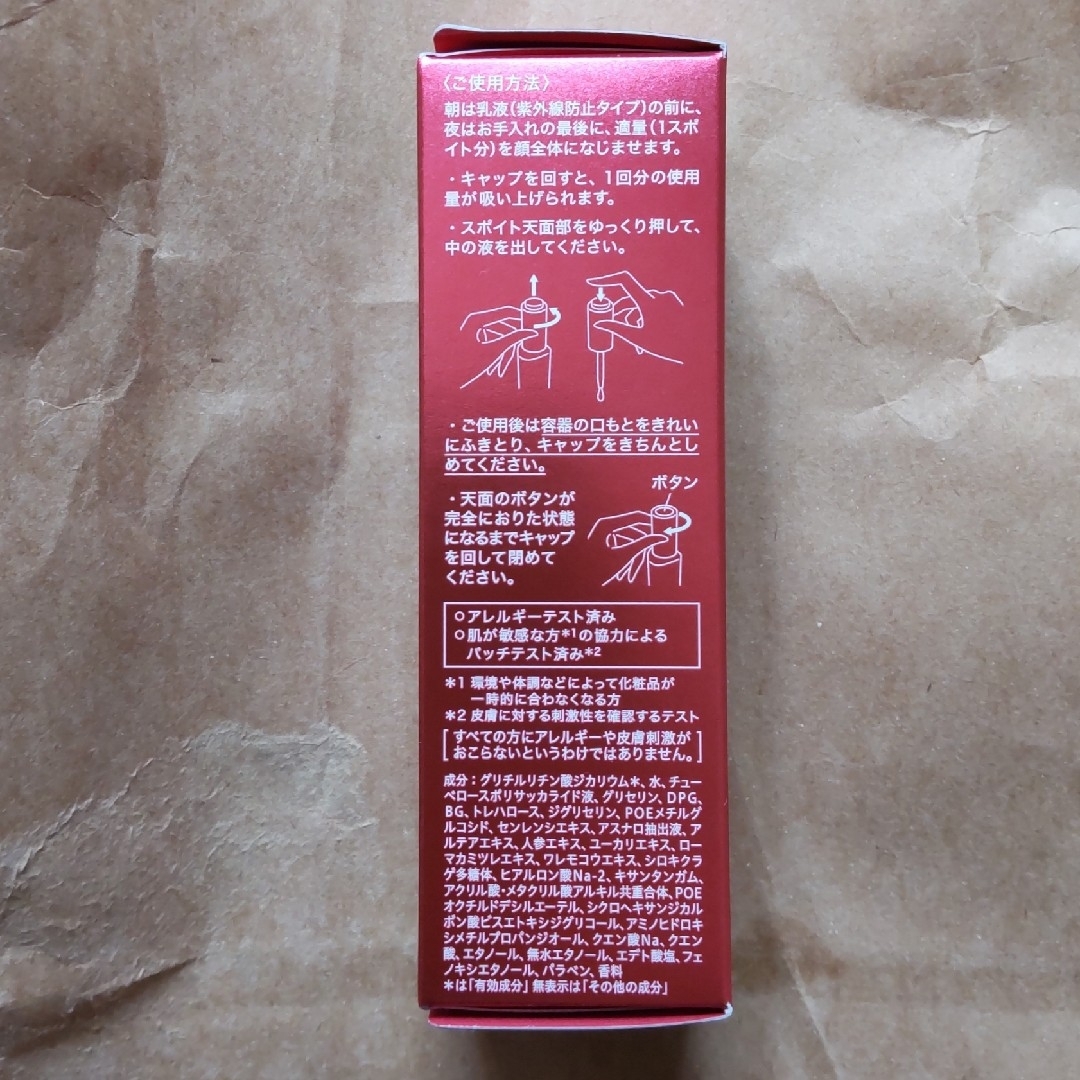 〈ご使用方法〉
朝は乳液(紫外線防止タイプ)の前に、
夜はお手入れの最後に、適量(1スポ
イト分)を顔全体になじませます。
・キャップを回すと、1回分の使用
量が吸い上げられます。
・スポイト天面部をゆっくり押して、
中の液を出してください。
・ご使用後は容器の口もとをきれい
にふきとり、キャップをきちんとし
めてください。
ボタン
・天面のボタンが
完全におりた状態
になるまでキャップ
を回して閉めて
ください。
○アレルギーテスト済み
○肌が敏感な方*1の協力による
パッチテスト済み*2
*1 環境や体調などによって化粧品が
一時的に合わなくなる方
*2 皮膚に対する刺激性を確認するテスト
[すべての方にアレルギーや皮膚刺激が
おこらないというわけではありません。]
成分:グリチルリチン酸ジカリウム*、水、チュー
ベロースポリサッカライド液、グリセリン、DPG、
BG、トレハロース、ジグリセリン、POEメチルグ
ルコシド、センレンシエキス、アスナロ抽出液、ア
ルテアエキス、人参エキス、ユーカリエキス、ロー
マカミツレエキス、ワレモコウエキス、シロキクラ
ゲ多糖体、ヒアルロン酸Na-2、キサンタンガム、
アクリル酸・メタクリル酸アルキル共重合体、POE
オクチルドデシルエーテル、シクロヘキサンジカル
ボン酸ビスエトキシジグリコール、アミノヒドロキ
シメチルプロパンジオール、クエン酸Na、クエン
酸、エタノール、無水エタノール、エデト酸塩、フェ
ノキシエタノール、パラベン、香料
*は「有効成分」 無表示は「その他の成分」